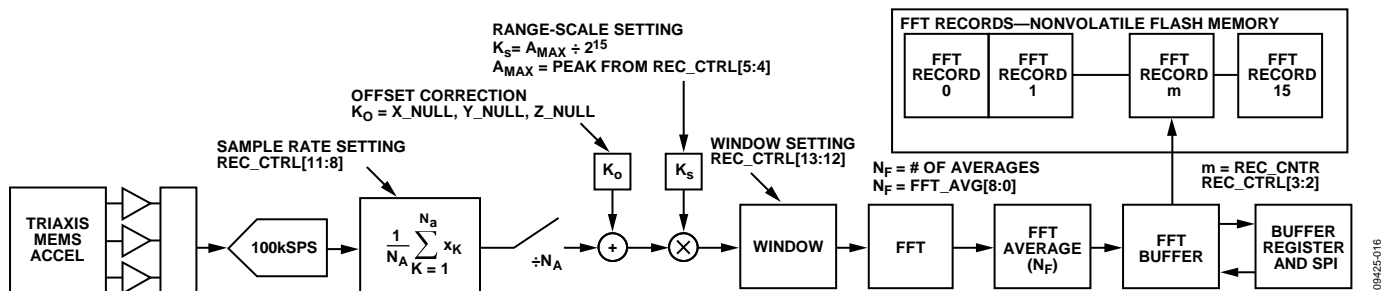 RANGE-SCALE SETTING
Ks= AMAX ÷ 2¹⁵
AMAX = PEAK FROM REC_CTRL[5:4]
OFFSET CORRECTION
KO = X_NULL, Y_NULL, Z_NULL
SAMPLE RATE SETTING
REC_CTRL[11:8]
WINDOW SETTING
REC_CTRL[13:12]
FFT RECORDS—NONVOLATILE FLASH MEMORY
FFT
RECORD
0
FFT
RECORD
1
FFT
RECORD
m
FFT
RECORD
15
NF = # OF AVERAGES
NF = FFT_AVG[8:0]
m = REC_CNTR
REC_CTRL[3:2]
TRIAXIS
MEMS
ACCEL
100kSPS
Na
1
NA
∑ xK
K = 1
÷NA
Ko
+
Ks
×
WINDOW
FFT
FFT
AVERAGE
(NF)
FFT
BUFFER
BUFFER
REGISTER
AND SPI
09425-016